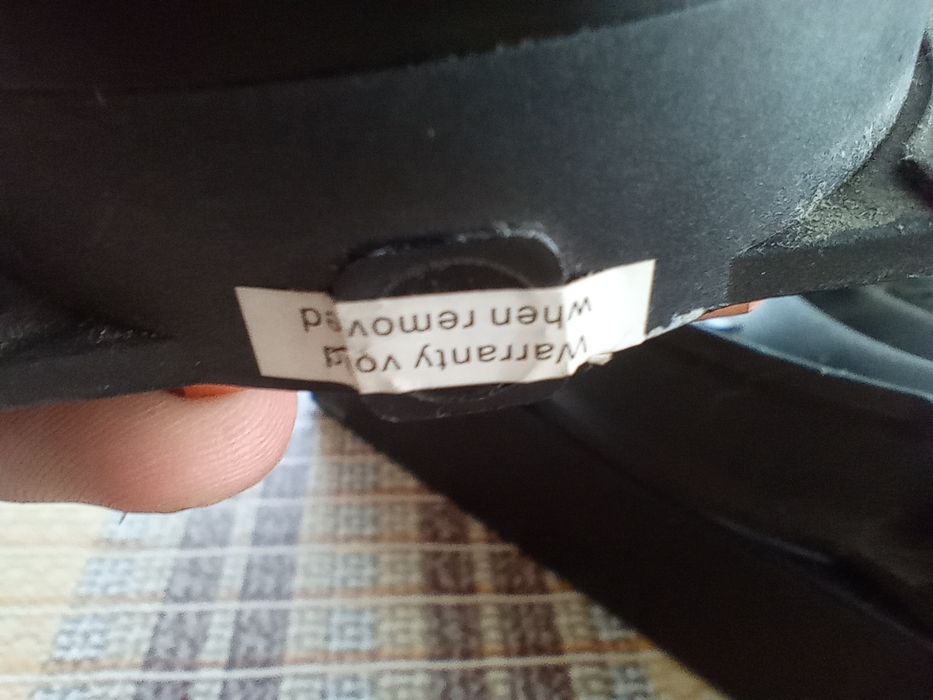 Warranty void
when removed